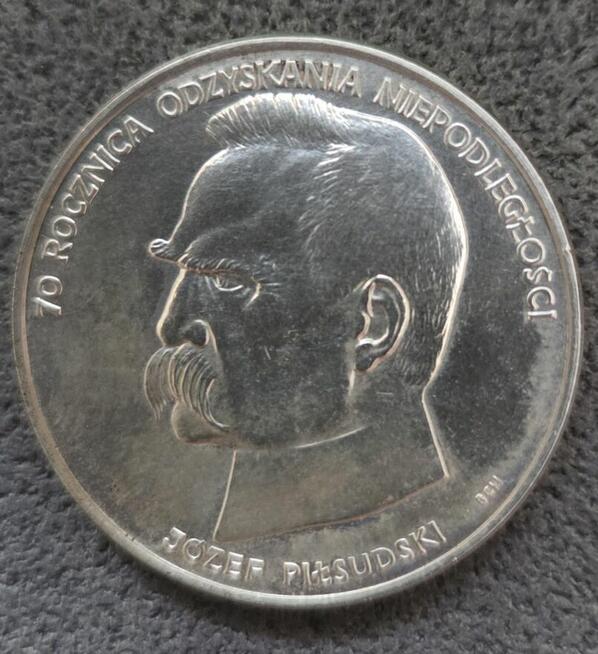 70 ROCZNICA ODZYSKANIA NIEPODLEGŁOŚCI
JÓZEF PIŁSUDSKI